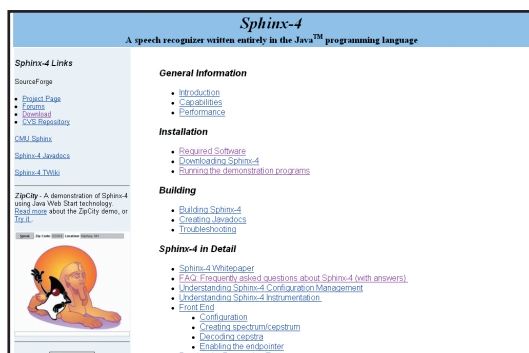 Sphinx-4
A speech recognizer written entirely in the Java™ programming language
Sphinx-4 Links
SourceForge
Project Page
Forums
Download
CVS Repository
CMU Sphinx
Sphinx-4 Javadocs
Sphinx-4 TWiki
ZipCity - A demonstration of Sphinx-4
using Java Web Start technology.
Read more about the ZipCity demo, or
Try it .
General Information
Introduction
Capabilities
Performance
Installation
Required Software
Downloading Sphinx-4
Running the demonstration programs
Building
Building Sphinx-4
Creating Javadocs
Troubleshooting
Sphinx-4 in Detail
Sphinx-4 Whitepaper
FAQ: Frequently asked questions about Sphinx-4 (with answers)
Understanding Sphinx-4 Configuration Management
Understanding Sphinx-4 Instrumentation
Front End
Configuration
Creating spectrum/cepstrum
Decoding cepstra
Enabling the endpointer